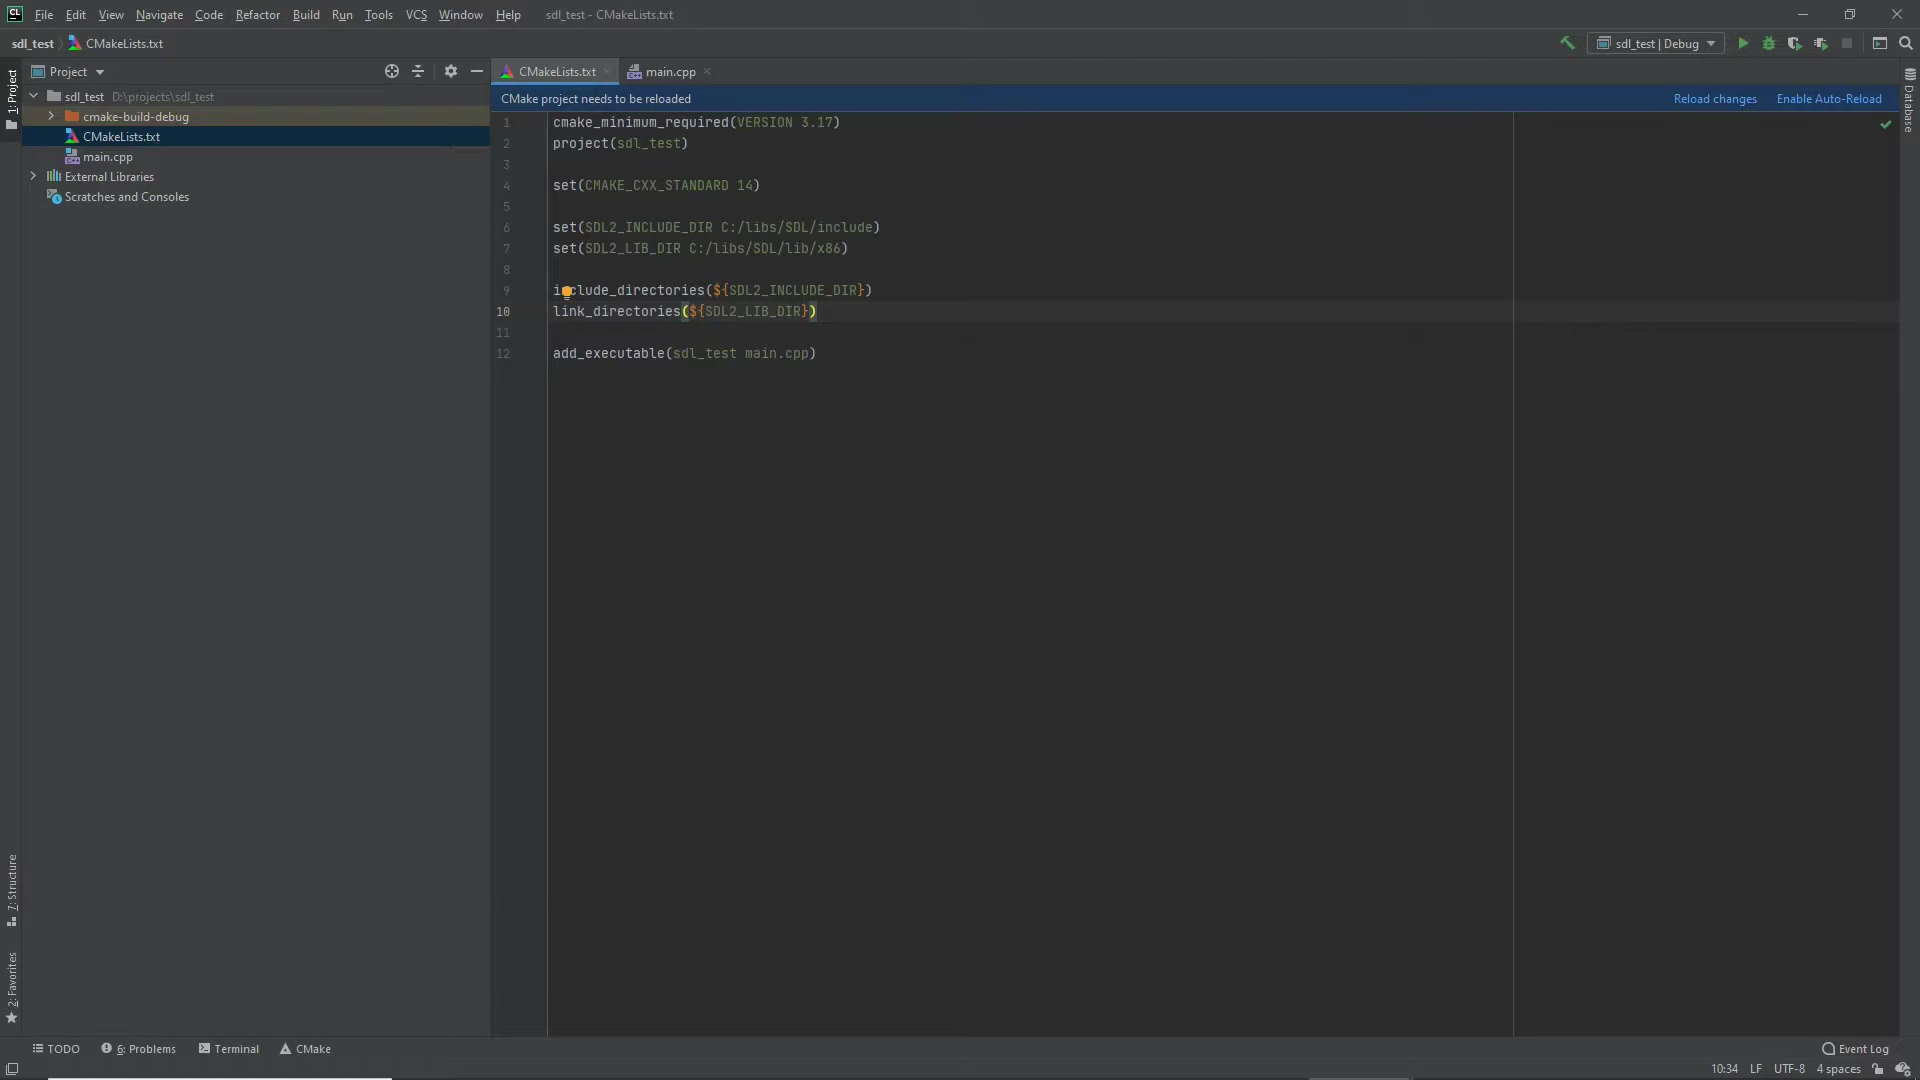 CL File Edit View Navigate Code Refactor Build Run Tools VCS Window Help sdl_test - CMakeLists.txt
sdl_test CMakeLists.txt sdl_test | Debug
1: Project
Project
CMakeLists.txt main.cpp
sdl_test D:\projects\sdl_test
cmake-build-debug
CMakeLists.txt
main.cpp
External Libraries
Scratches and Consoles
CMake project needs to be reloaded Reload changes Enable Auto-Reload
Database
1 cmake_minimum_required(VERSION 3.17)
2 project(sdl_test)
3
4 set(CMAKE_CXX_STANDARD 14)
5
6 set(SDL2_INCLUDE_DIR C:/libs/SDL/include)
7 set(SDL2_LIB_DIR C:/libs/SDL/lib/x86)
8
9 include_directories(${SDL2_INCLUDE_DIR})
10 link_directories(${SDL2_LIB_DIR})
11
12 add_executable(sdl_test main.cpp)
7: Structure
2: Favorites
TODO 6: Problems Terminal CMake Event Log
10:34 LF UTF-8 4 spaces